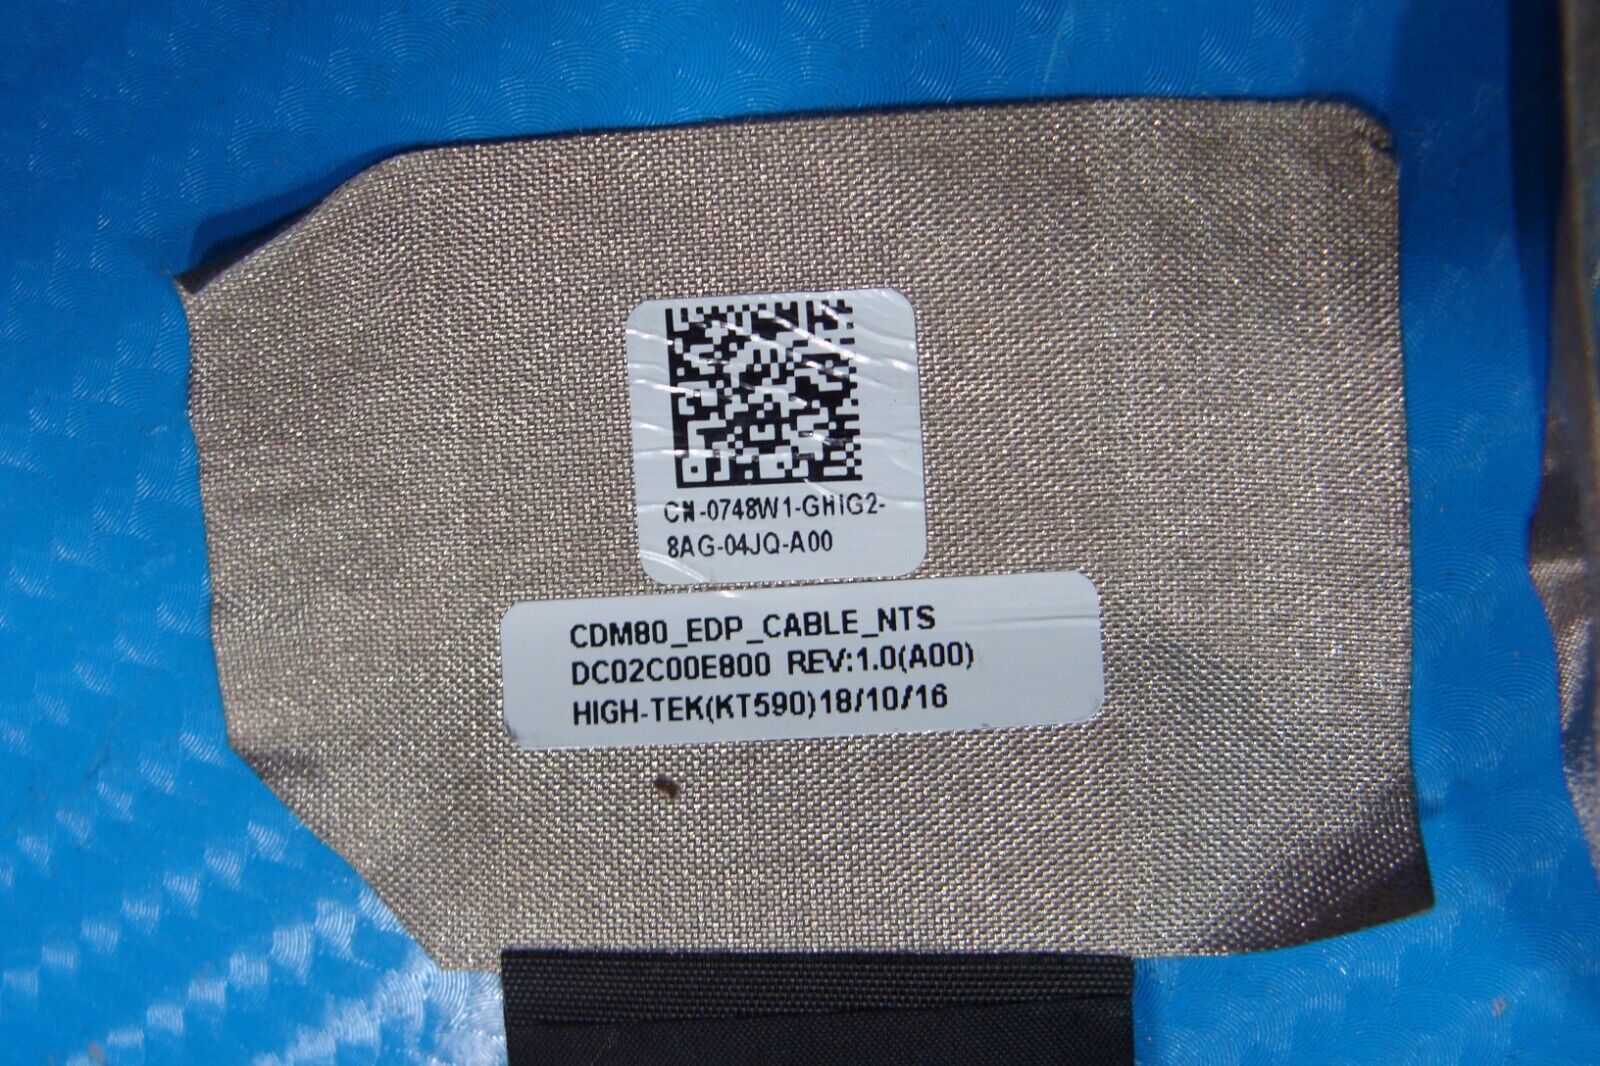 CN-0748W1-GHIG2-
8AG-04JQ-A00
CDM80_EDP_CABLE_NTS
DC02C00E800 REV:1.0(A00)
HIGH-TEK(KT590)18/10/16